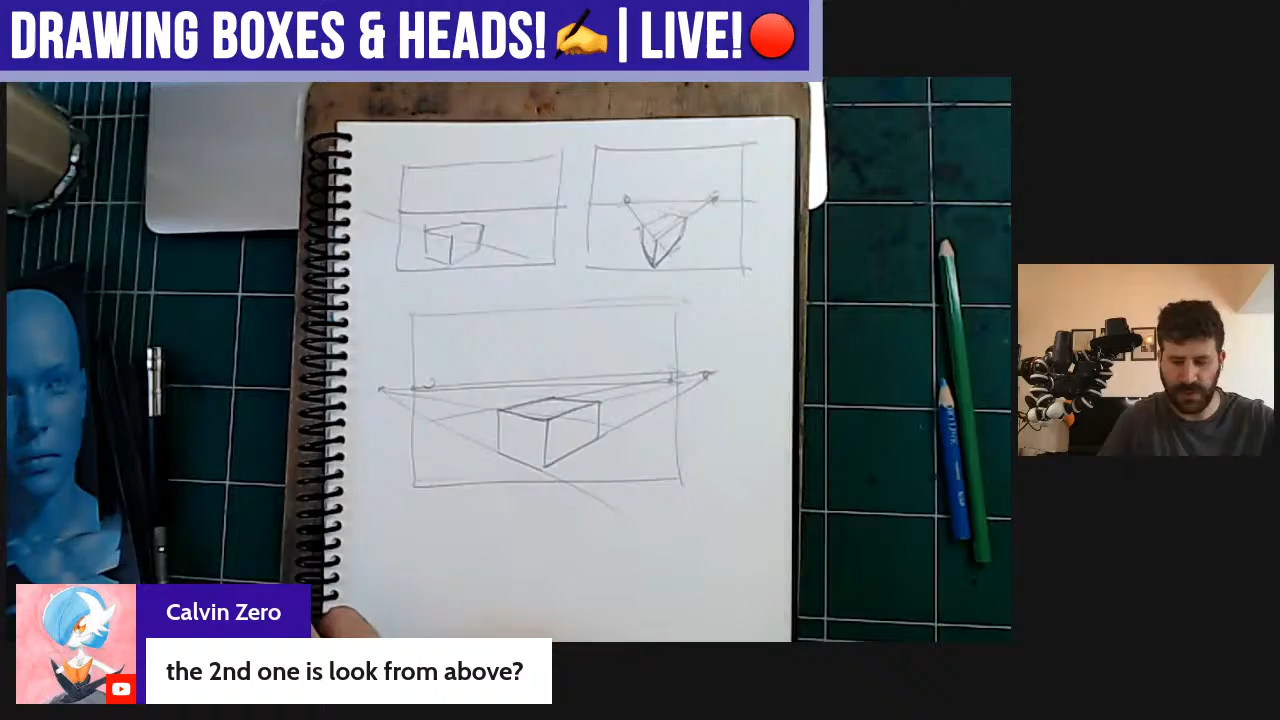 DRAWING BOXES & HEADS!✍️ | LIVE!🔴
Calvin Zero
the 2nd one is look from above?